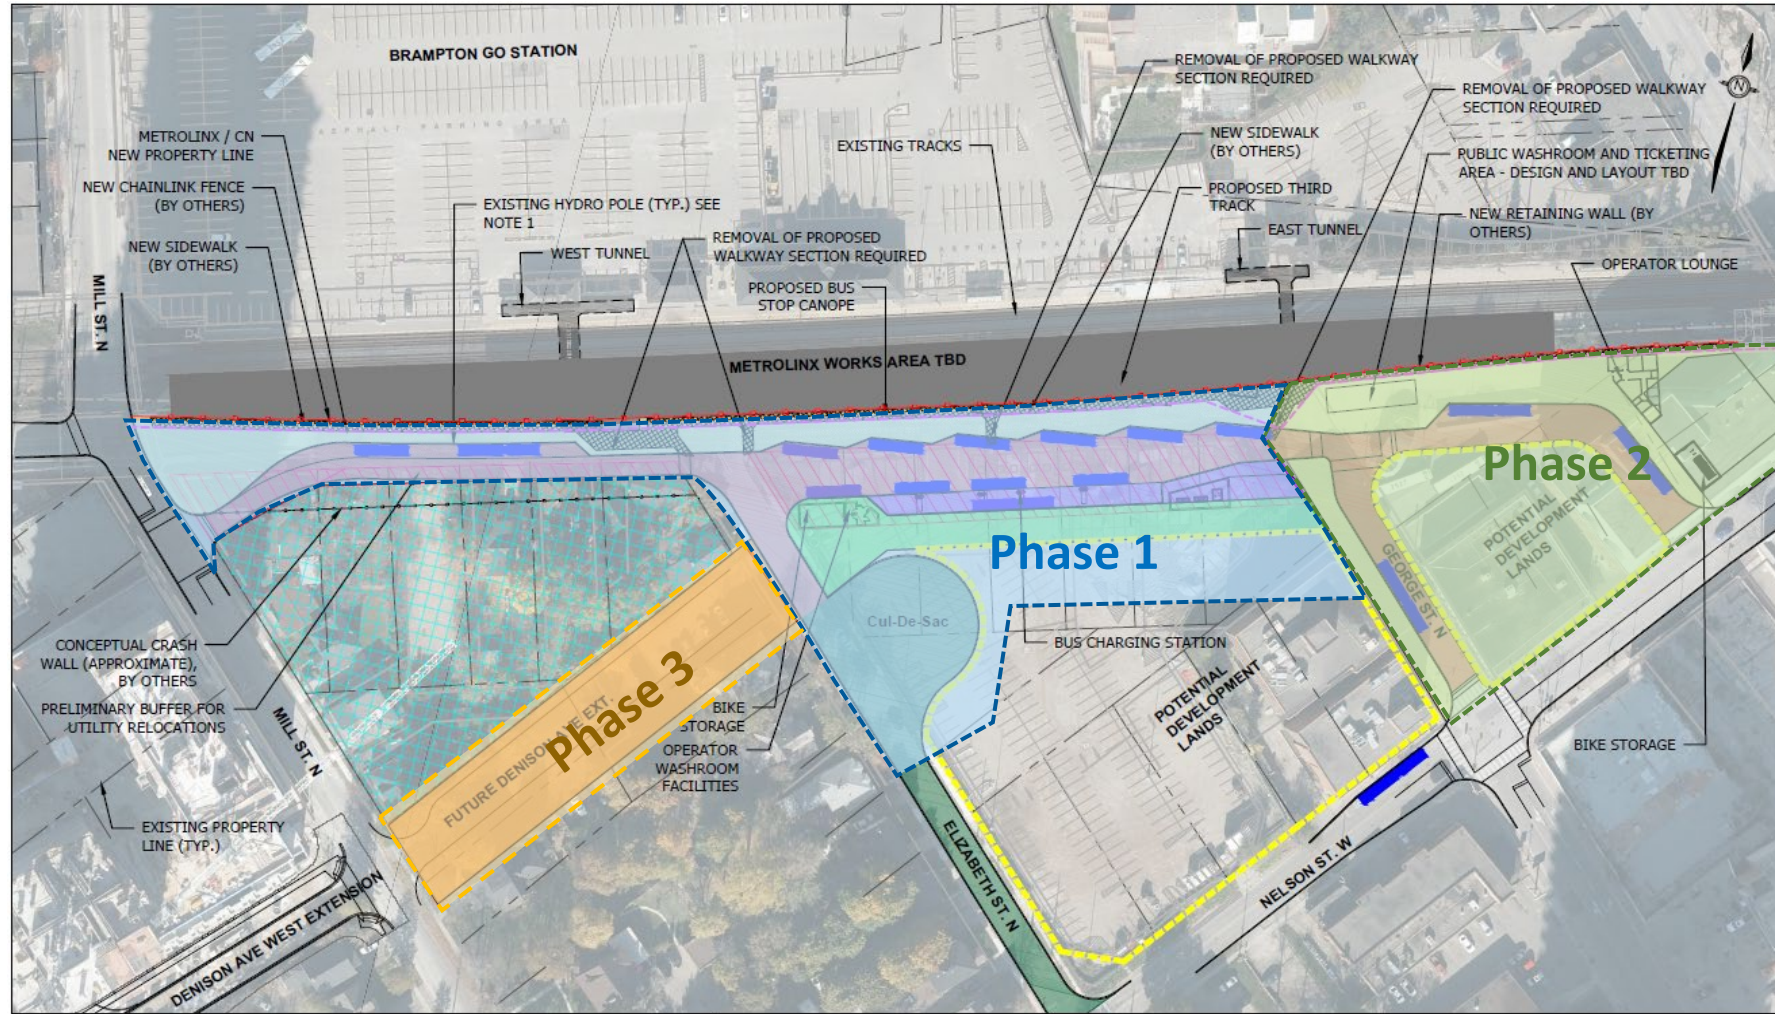 BRAMPTON GO STATION
ASPHALT PARKING AREA
METROLINX / CN
NEW PROPERTY LINE
NEW CHAINLINK FENCE
(BY OTHERS)
NEW SIDEWALK
(BY OTHERS)
EXISTING HYDRO POLE (TYP.) SEE
NOTE 1
WEST TUNNEL
REMOVAL OF PROPOSED
WALKWAY SECTION REQUIRED
PROPOSED BUS
STOP CANOPE
EXISTING TRACKS
REMOVAL OF PROPOSED WALKWAY
SECTION REQUIRED
NEW SIDEWALK
(BY OTHERS)
PROPOSED THIRD
TRACK
EAST TUNNEL
REMOVAL OF PROPOSED WALKWAY
SECTION REQUIRED
PUBLIC WASHROOM AND TICKETING
AREA - DESIGN AND LAYOUT TBD
NEW RETAINING WALL (BY
OTHERS)
OPERATOR LOUNGE
N
MILL ST. N
METROLINX WORKS AREA TBD
Phase 1
Phase 2
Phase 3
POTENTIAL
DEVELOPMENT
LANDS
GEORGE ST. N
Cul-De-Sac
BUS CHARGING STATION
POTENTIAL
DEVELOPMENT
LANDS
CONCEPTUAL CRASH
WALL (APPROXIMATE),
BY OTHERS
PRELIMINARY BUFFER FOR
UTILITY RELOCATIONS
MILL ST. N
FUTURE DENISON AVE EXT.
BIKE
STORAGE
OPERATOR
WASHROOM
FACILITIES
BIKE STORAGE
EXISTING PROPERTY
LINE (TYP.)
DENISON AVE WEST EXTENSION
ELIZABETH ST. N
NELSON ST. W